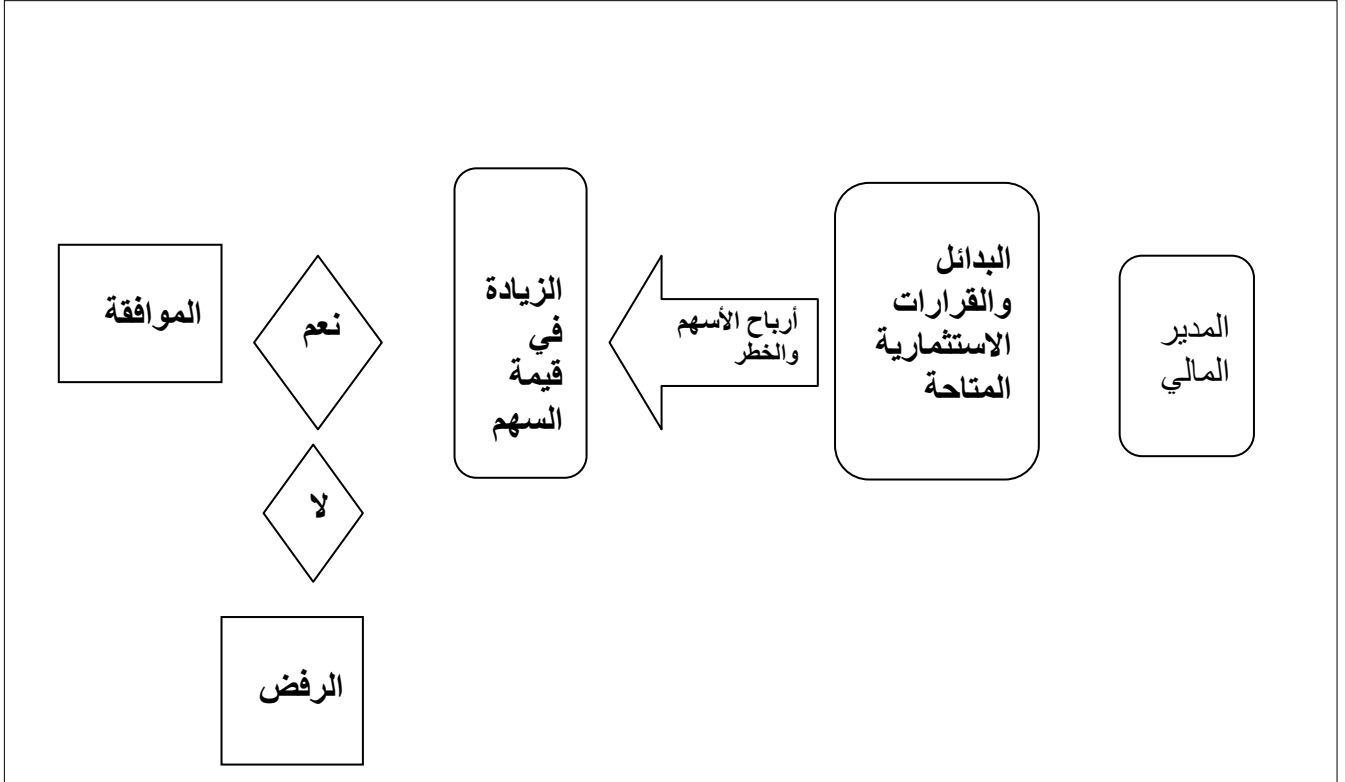 المدير
المالي
البدائل
والقرارات
الاستثمارية
المتاحة
أرباح الأسهم
والخطر
الزيادة
في
قيمة
السهم
نعم
الموافقة
لا
الرفض